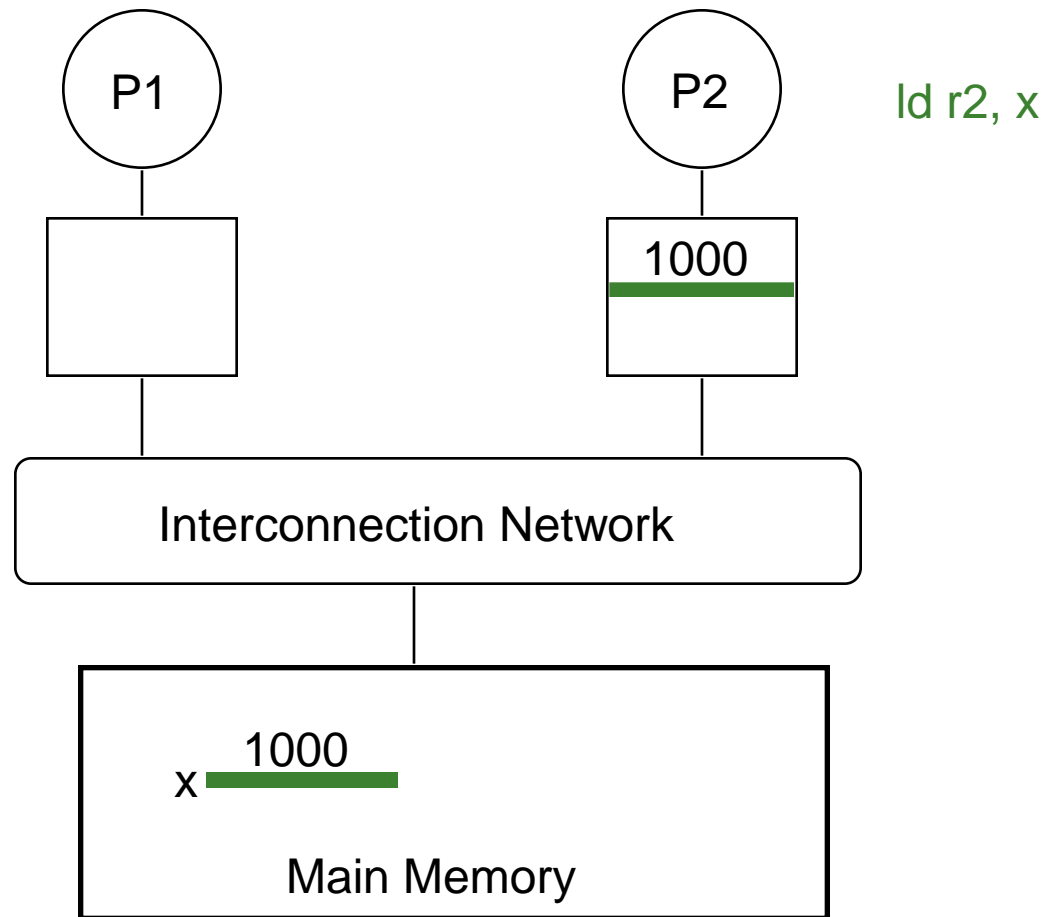 P1
P2
ld r2, x
1000
Interconnection Network
1000
x
Main Memory